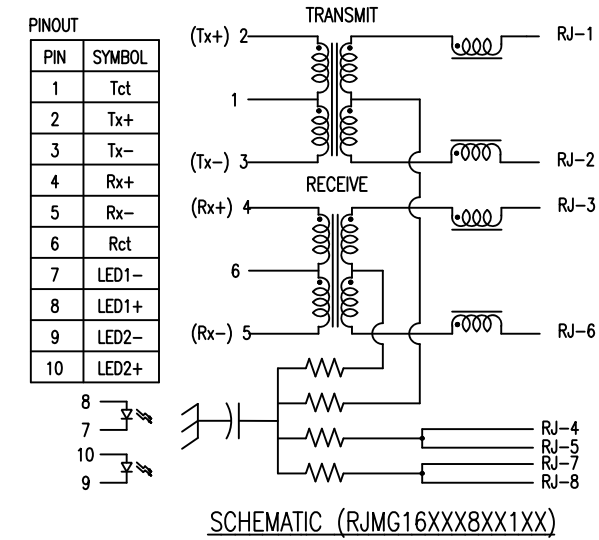 PINOUT
PIN SYMBOL
1 Tct
2 Tx+
3 Tx-
4 Rx+
5 Rx-
6 Rct
7 LED1-
8 LED1+
9 LED2-
10 LED2+
8
7
10
9
TRANSMIT
(Tx+) 2
RJ-1
1
(Tx-) 3
RJ-2
RECEIVE
(Rx+) 4
RJ-3
6
(Rx-) 5
RJ-6
RJ-4
RJ-5
RJ-7
RJ-8
SCHEMATIC (RJMG16XXX8XX1XX)